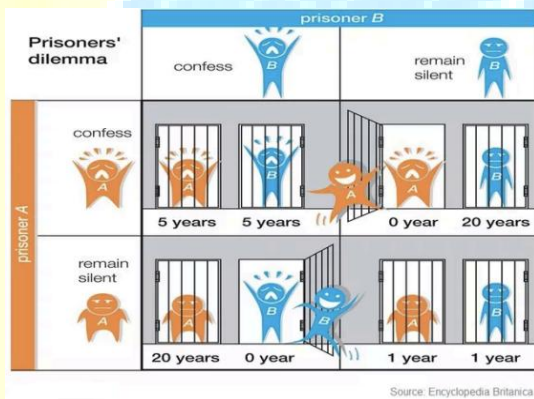 prisoner B
Prisoners'
dilemma
confess
B
remain
silent
B
prisoner A
confess
A
A
B
A
A
B
5 years 5 years 0 year 20 years
remain
silent
A
A
B
B
A
B
20 years 0 year 1 year 1 year
Source: Encyclopedia Britanica